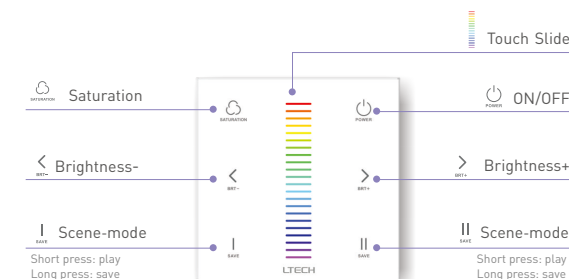 Touch Slide
SATURATION Saturation
SATURATION
POWER
POWER ON/OFF
BRT- Brightness-
BRT-
BRT+
BRT+ Brightness+
SAVE Scene-mode
SAVE
SAVE
SAVE Scene-mode
Short press: play
Long press: save
LTECH
Short press: play
Long press: save